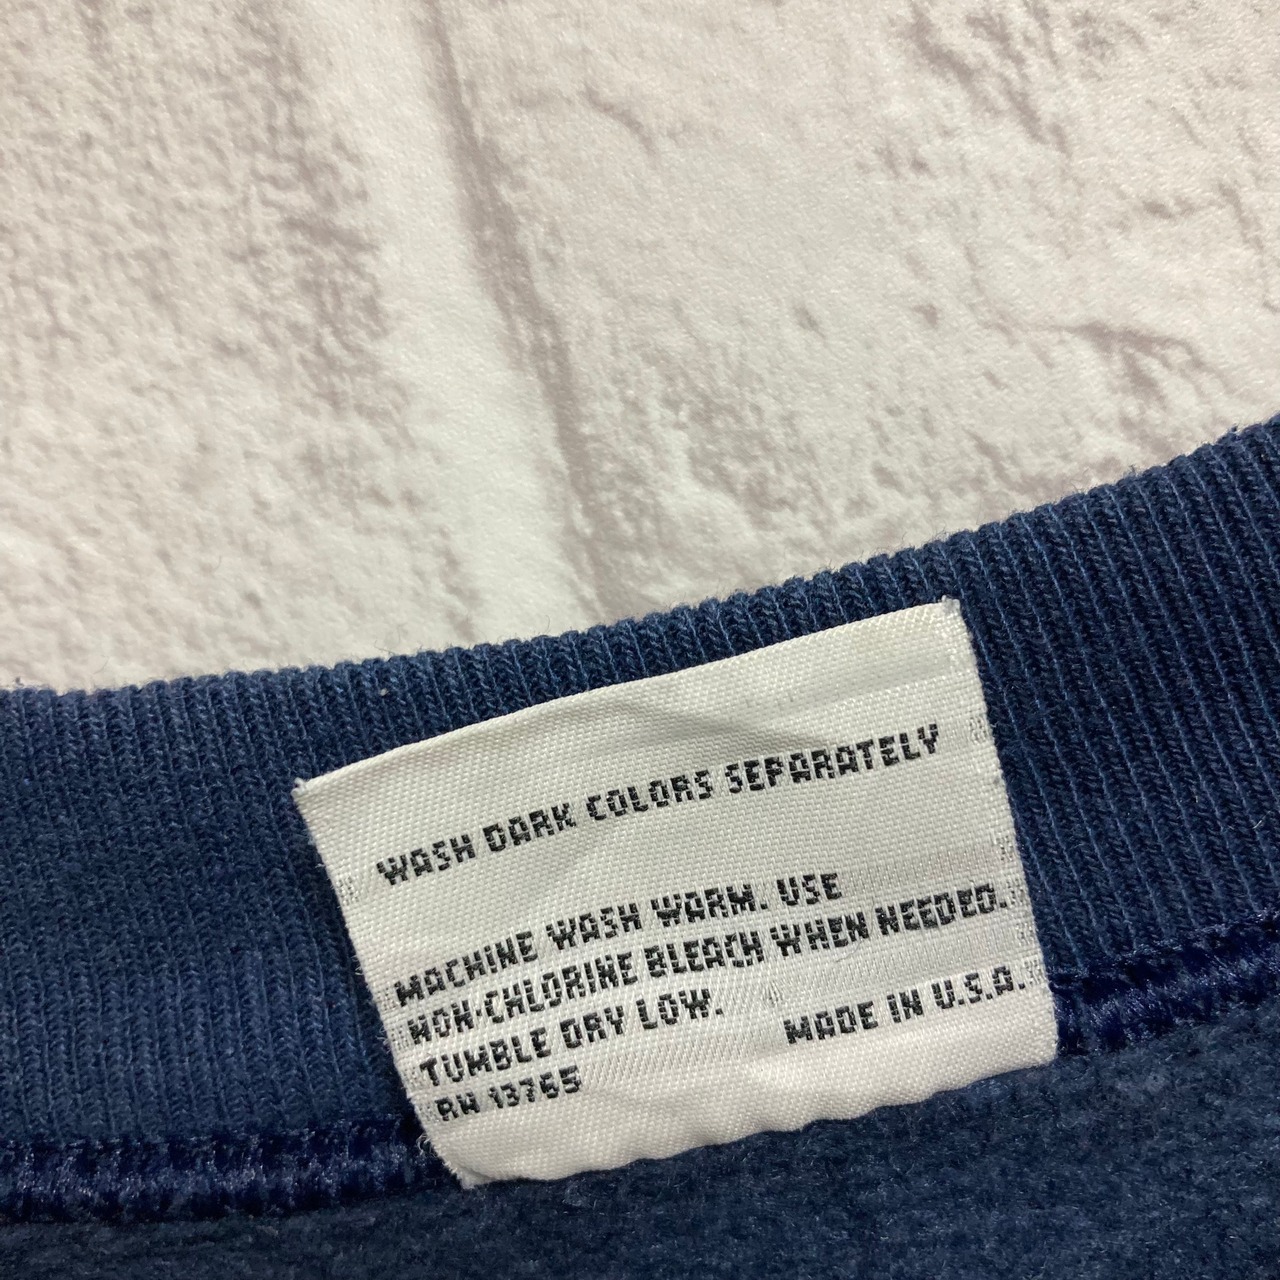 WASH DARK COLORS SEPARATELY
MACHINE WASH WARM. USE
NON-CHLORINE BLEACH WHEN NEEDED.
TUMBLE DRY LOW.
MADE IN U.S.A.
RN 13765